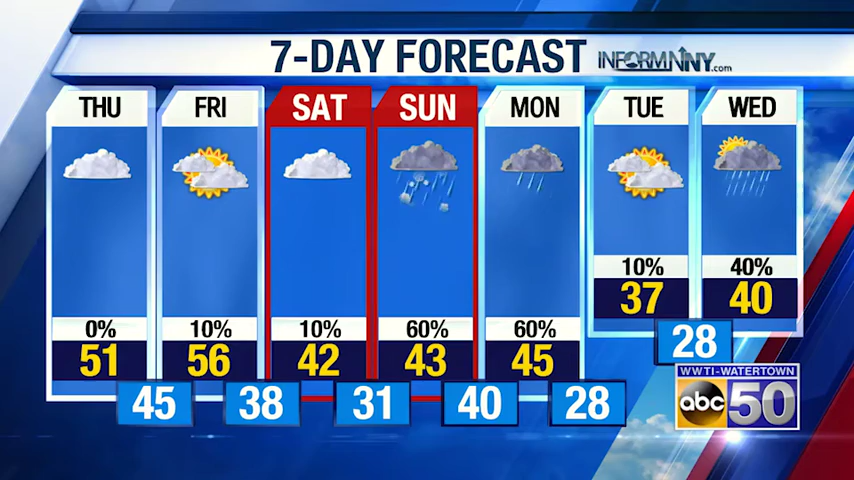 7-DAY FORECAST INFORMNNY.com
THU FRI SAT SUN MON TUE WED
10% 40%
37 40
0% 10% 10% 60% 60%
51 56 42 43 45
28
45 38 31 40 28
WWTI-WATERTOWN
abc 50